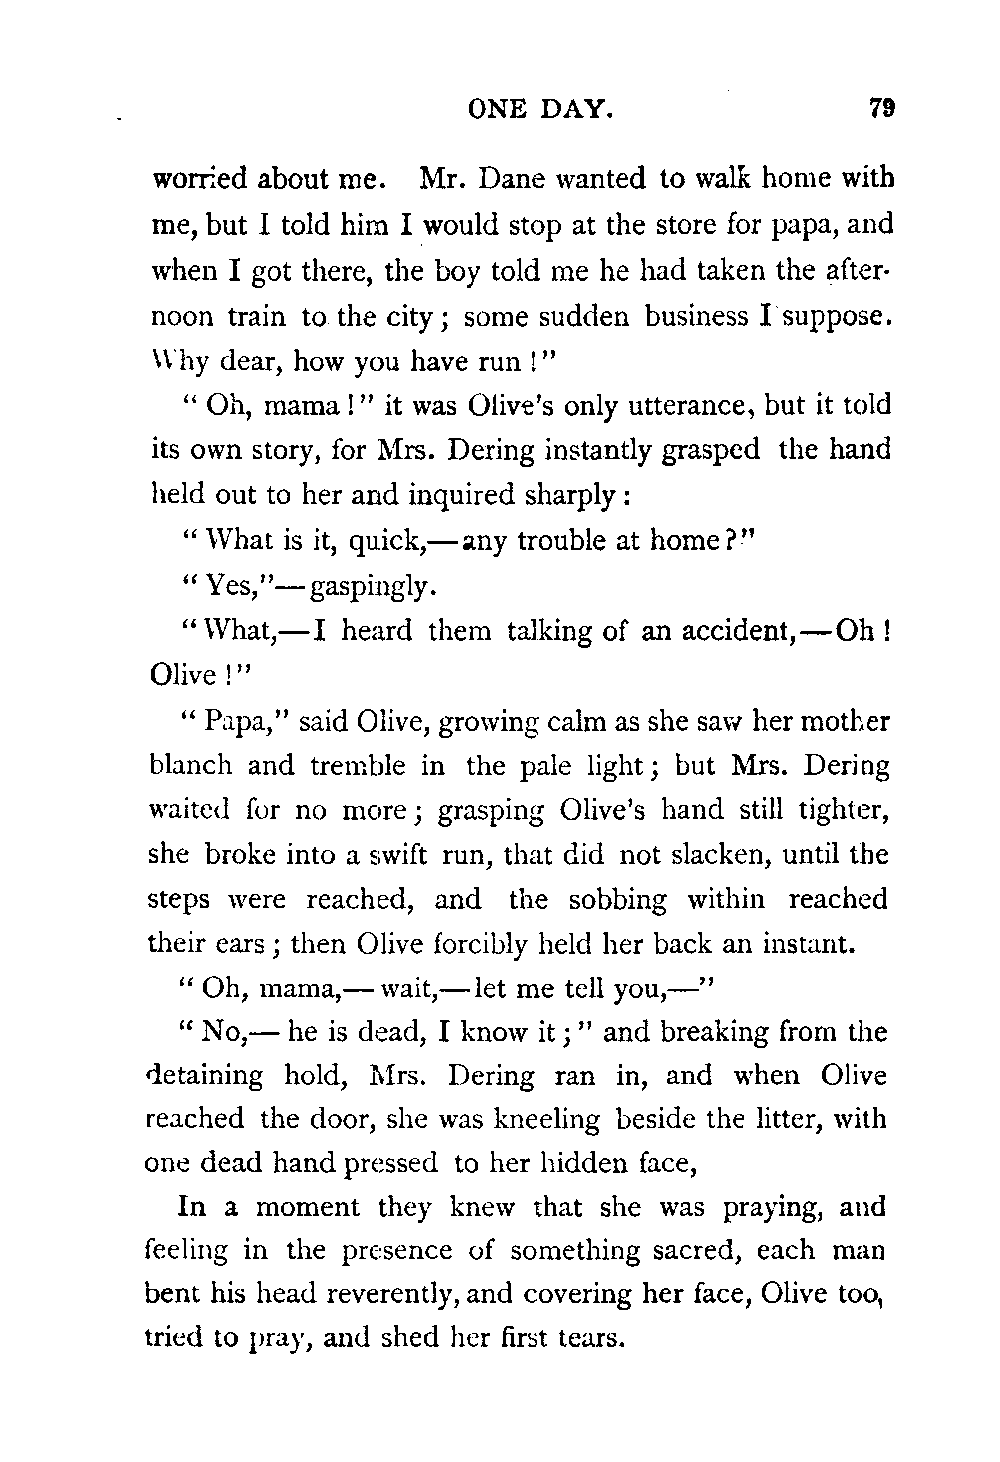 ONE DAY. 79
worried about me. Mr. Dane wanted to walk home with
me, but I told him I would stop at the store for papa, and
when I got there, the boy told me he had taken the after-
noon train to the city; some sudden business I suppose.
Why dear, how you have run!"
"Oh, mama!" it was Olive's only utterance, but it told
its own story, for Mrs. Dering instantly grasped the hand
held out to her and inquired sharply:
"What is it, quick,—any trouble at home?"
"Yes,"—gaspingly.
"What,—I heard them talking of an accident,—Oh!
Olive!"
"Papa," said Olive, growing calm as she saw her mother
blanch and tremble in the pale light; but Mrs. Dering
waited for no more; grasping Olive's hand still tighter,
she broke into a swift run, that did not slacken, until the
steps were reached, and the sobbing within reached
their ears; then Olive forcibly held her back an instant.
"Oh, mama,—wait,—let me tell you,—"
"No,—he is dead, I know it;" and breaking from the
detaining hold, Mrs. Dering ran in, and when Olive
reached the door, she was kneeling beside the litter, with
one dead hand pressed to her hidden face,
In a moment they knew that she was praying, and
feeling in the presence of something sacred, each man
bent his head reverently, and covering her face, Olive too,
tried to pray, and shed her first tears.